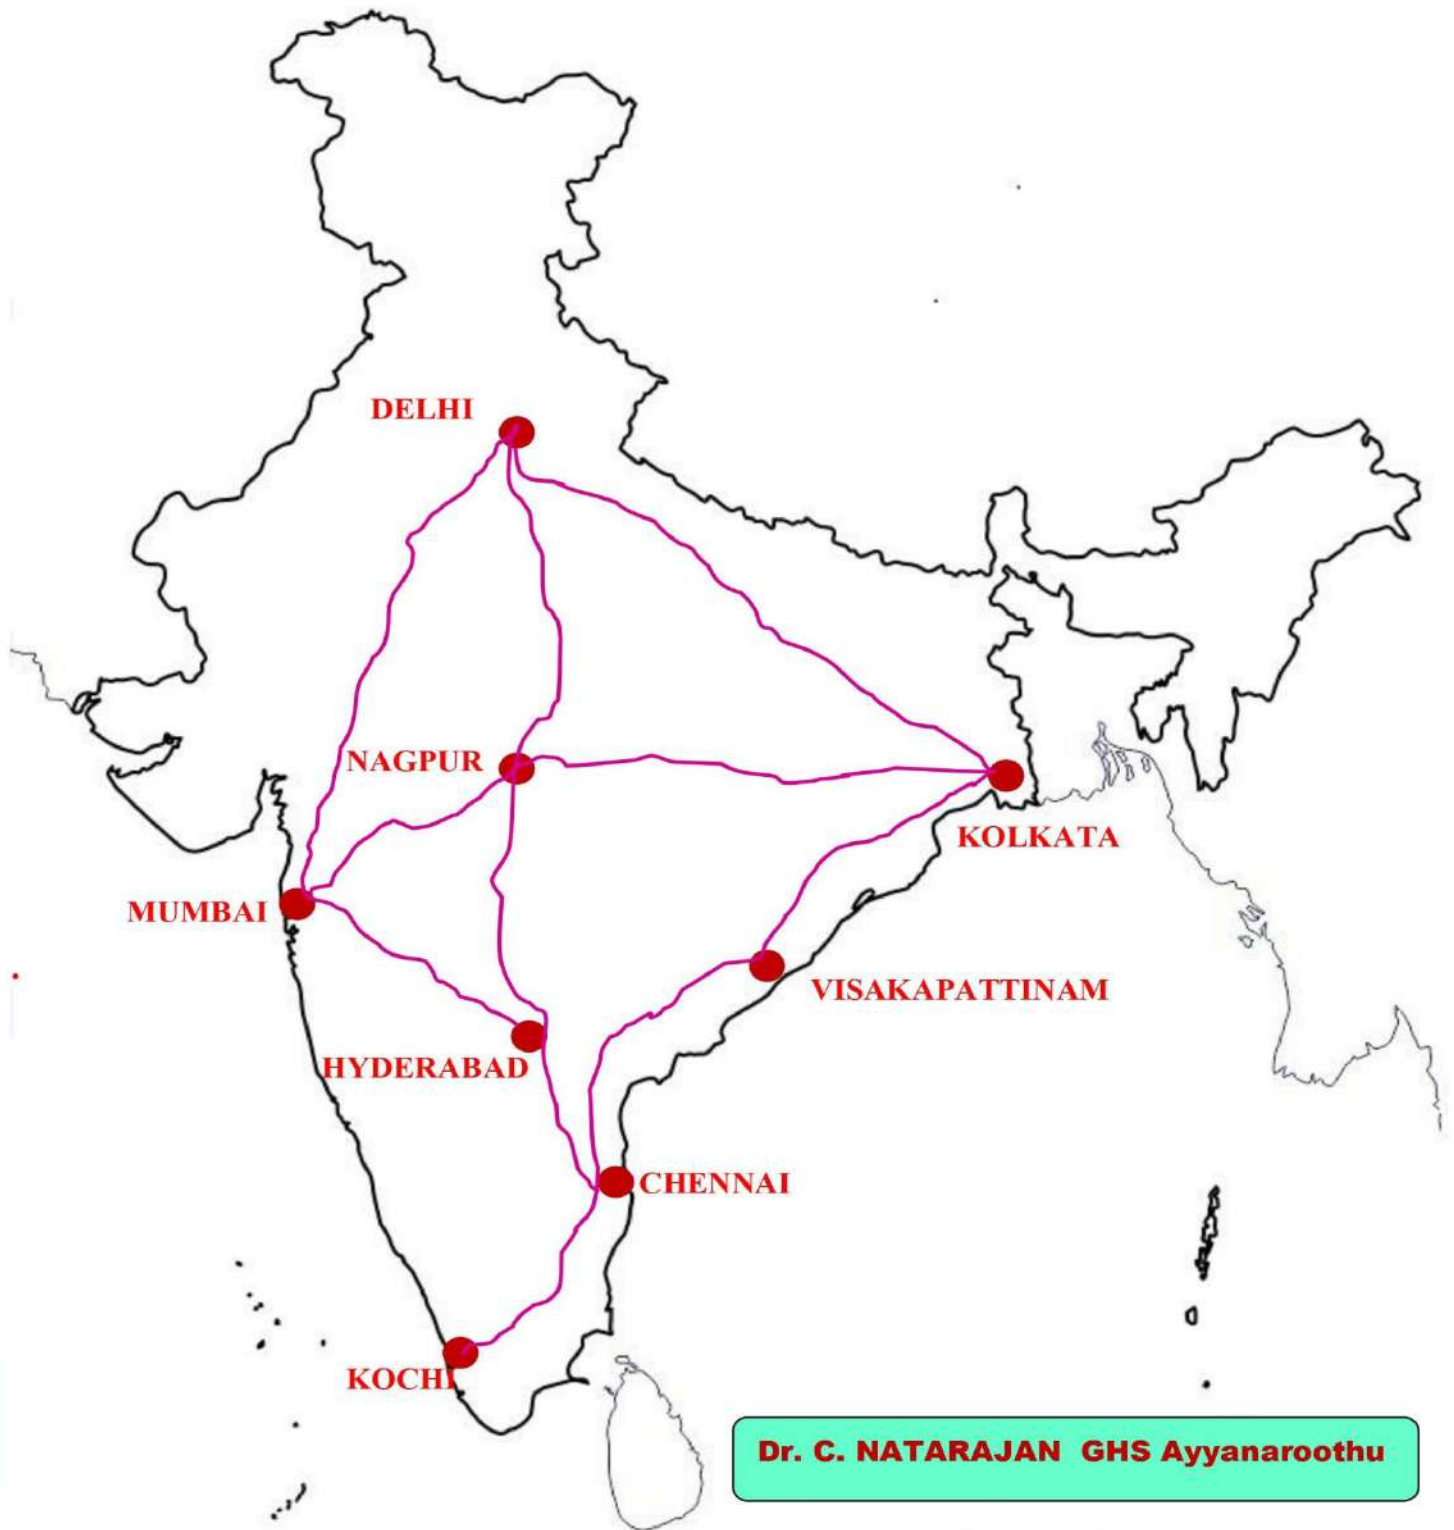 DELHI
NAGPUR
KOLKATA
MUMBAI
VISAKAPATTINAM
HYDERABAD
CHENNAI
KOCHI
Dr. C. NATARAJAN GHS Ayyanaroothu